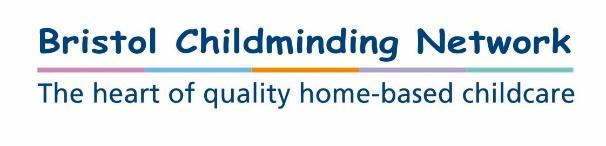 Bristol Childminding Network
The heart of quality home-based childcare